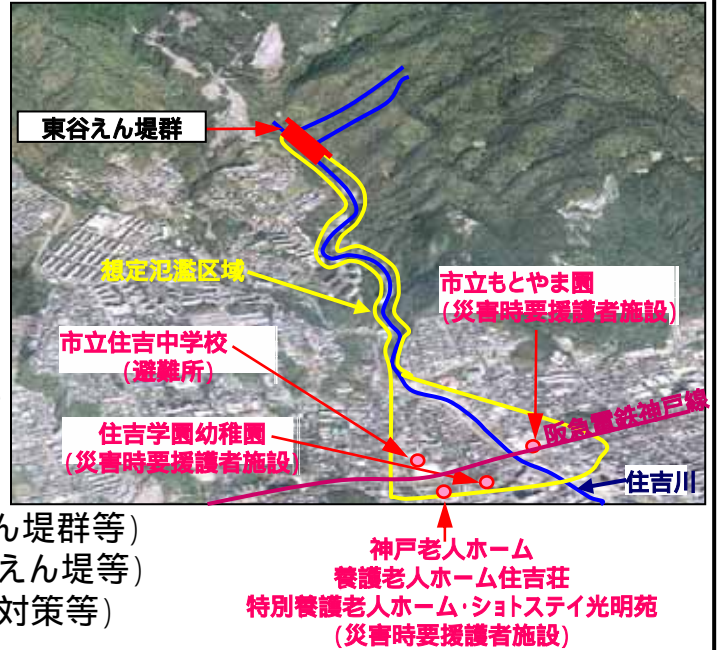 東谷えん堤群
想定氾濫区域
市立もとやま園
(災害時要援護者施設)
市立住吉中学校
(避難所)
阪急電鉄神戸線
住吉学園幼稚園
(災害時要援護者施設)
住吉川
ん堤群等)
えん堤等)
対策等)
神戸老人ホーム
養護老人ホーム住吉荘
特別養護老人ホーム・ショトステイ光明苑
(災害時要援護者施設)